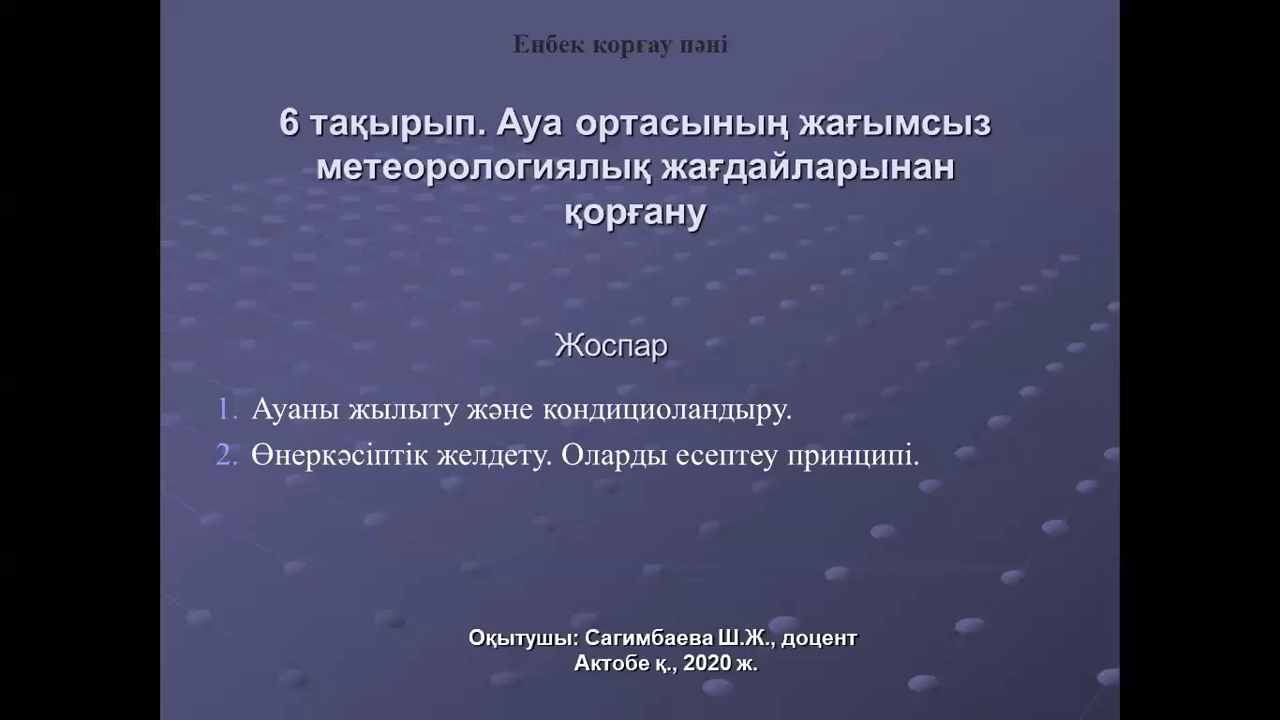 Еңбек қорғау пәні
6 тақырып. Ауа ортасының жағымсыз
метеорологиялық жағдайларынан
қорғану
Жоспар
1. Ауаны жылыту және кондициоландыру.
2. Өнеркәсіптік желдету. Оларды есептеу принципі.
Оқытушы: Сагимбаева Ш.Ж., доцент
Актобе қ., 2020 ж.